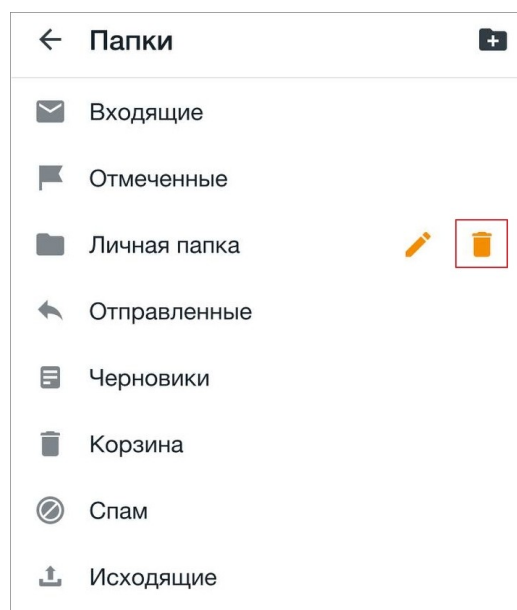 Папки
Входящие
Отмеченные
Личная папка
Отправленные
Черновики
Корзина
Спам
Исходящие